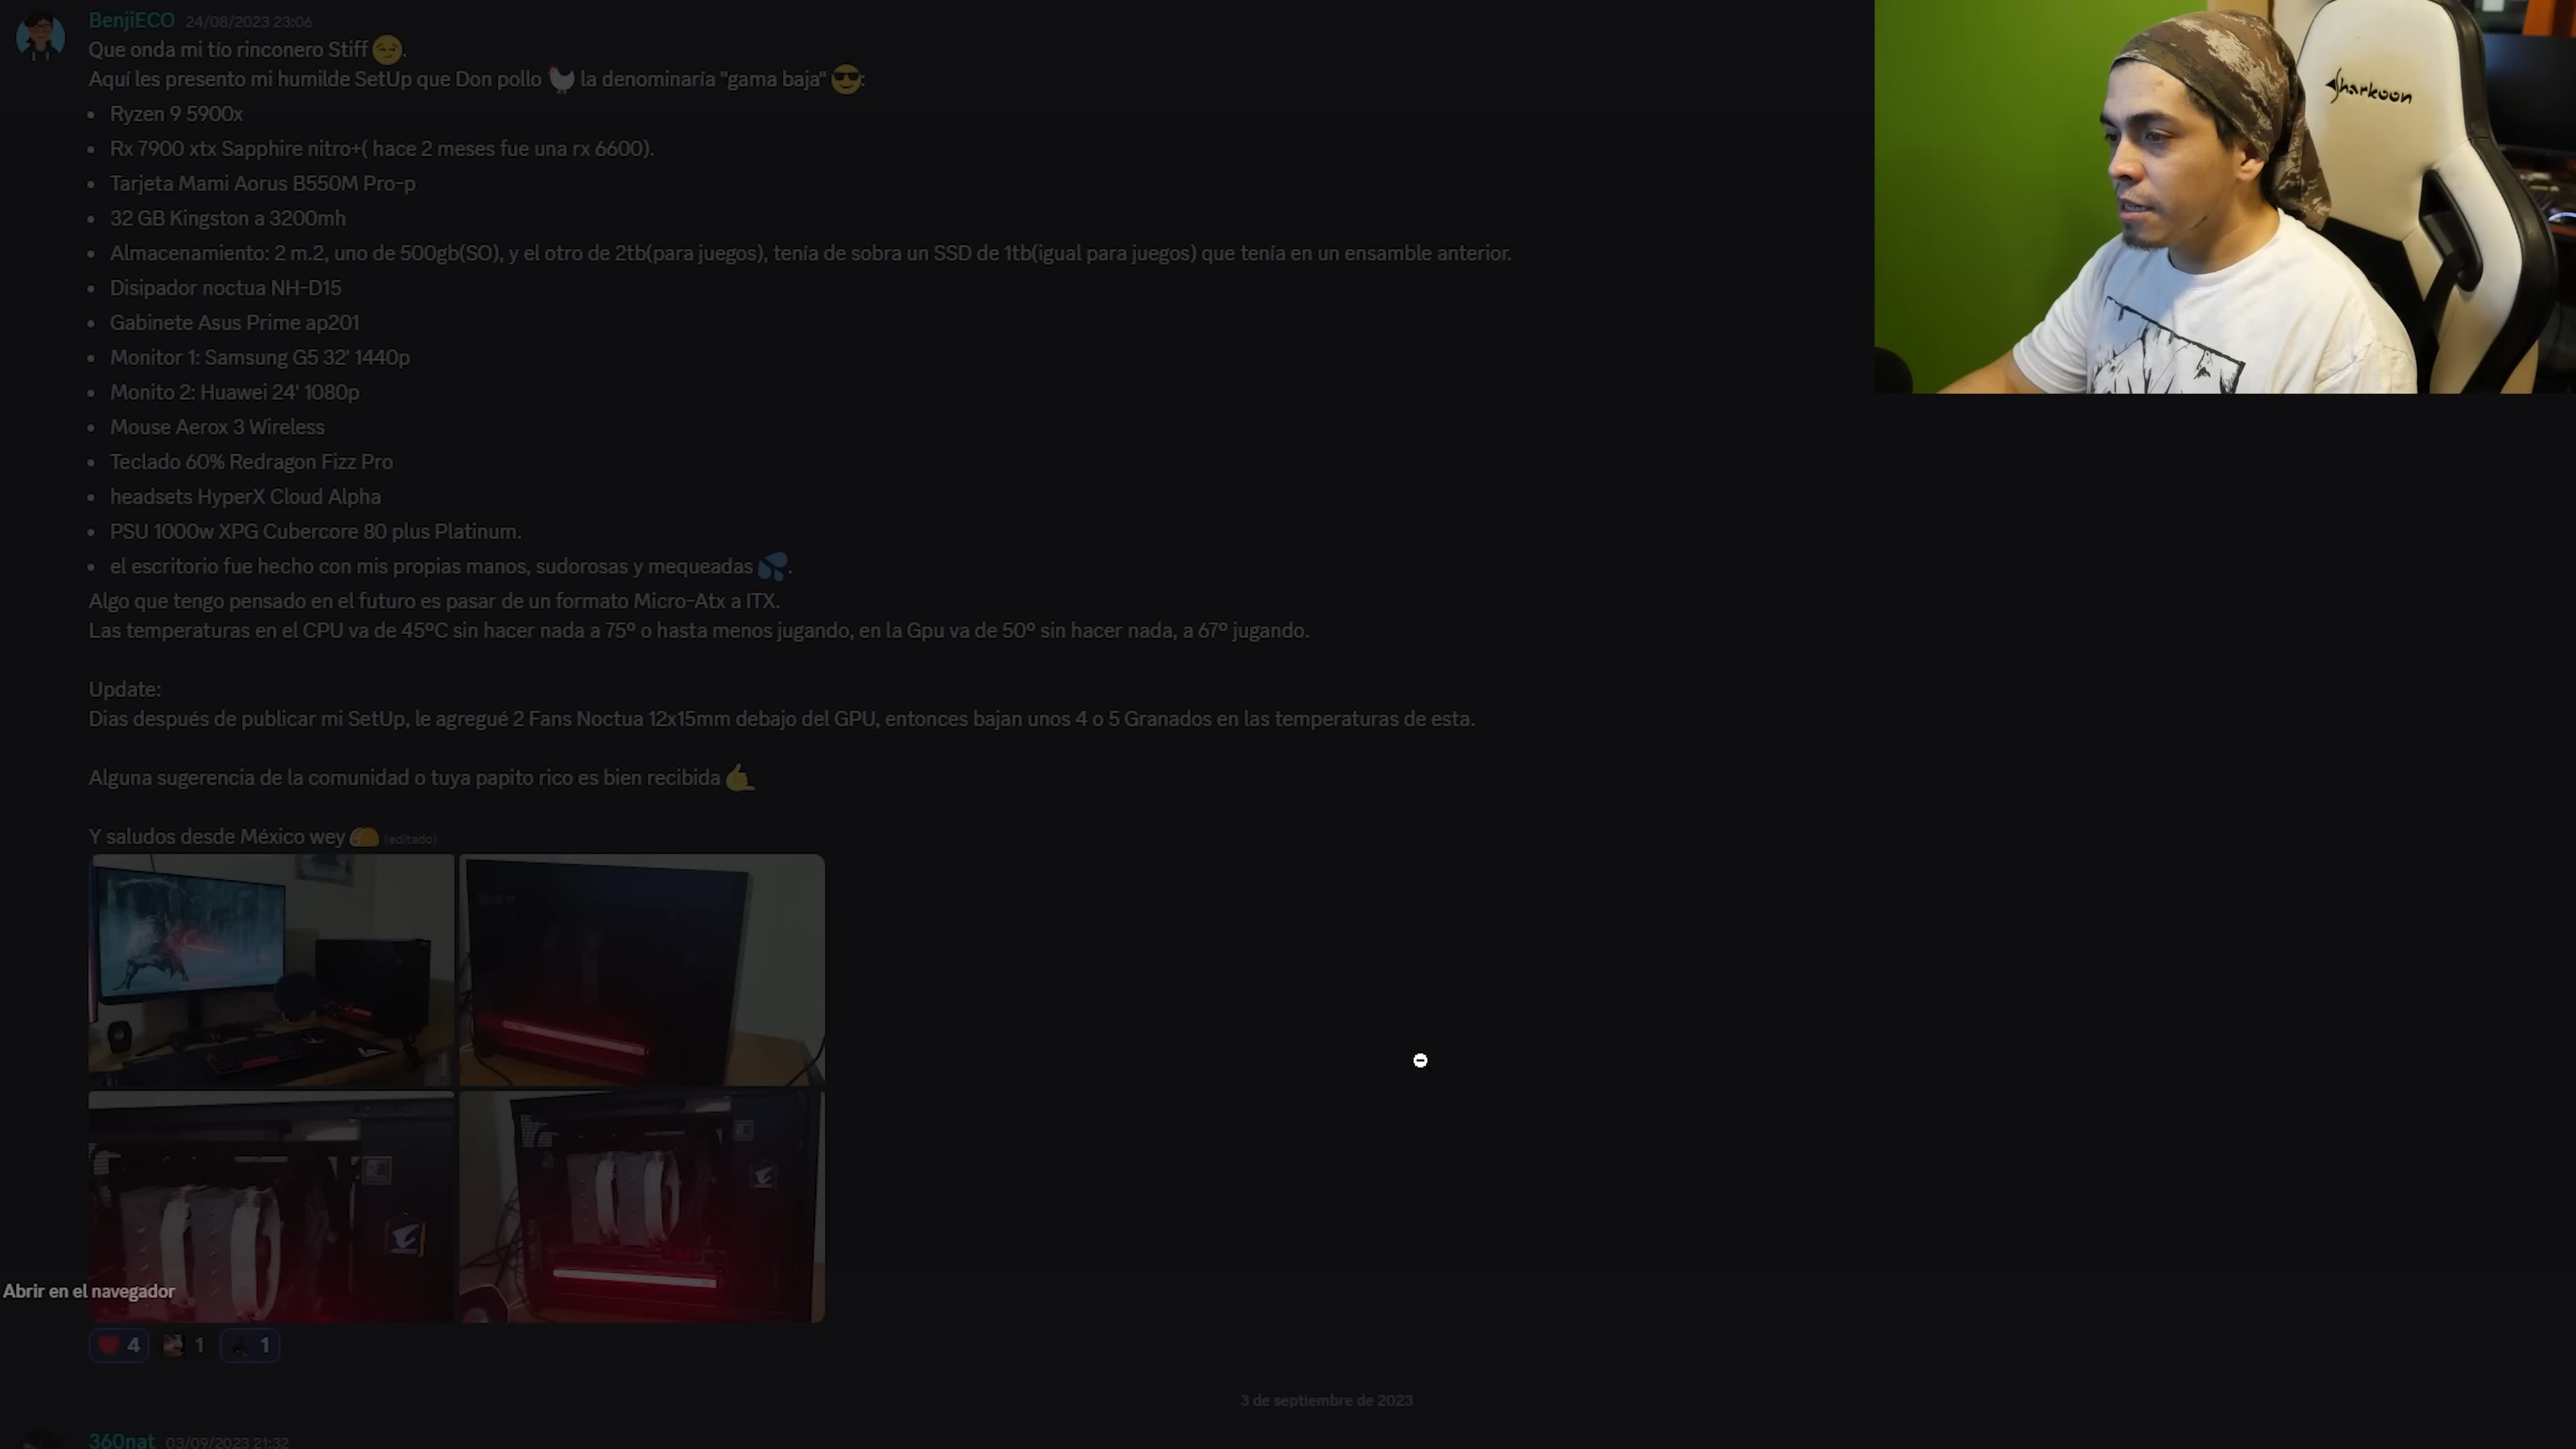 BenjiECO 24/08/2023 23:06
Que onda mi tío rinconero Stiff 😏.
Aquí les presento mi humilde SetUp que Don pollo 🐓 la denominaría "gama baja" 😎:
• Ryzen 9 5900x
• Rx 7900 xtx Sapphire nitro+( hace 2 meses fue una rx 6600).
• Tarjeta Mami Aorus B550M Pro-p
• 32 GB Kingston a 3200mh
• Almacenamiento: 2 m.2, uno de 500gb(SO), y el otro de 2tb(para juegos), tenía de sobra un SSD de 1tb(igual para juegos) que tenía en un ensamble anterior.
• Disipador noctua NH-D15
• Gabinete Asus Prime ap201
• Monitor 1: Samsung G5 32' 1440p
• Monito 2: Huawei 24' 1080p
• Mouse Aerox 3 Wireless
• Teclado 60% Redragon Fizz Pro
• headsets HyperX Cloud Alpha
• PSU 1000w XPG Cubercore 80 plus Platinum.
• el escritorio fue hecho con mis propias manos, sudorosas y mequeadas 💦.
Algo que tengo pensado en el futuro es pasar de un formato Micro-Atx a ITX.
Las temperaturas en el CPU va de 45ºC sin hacer nada a 75º o hasta menos jugando, en la Gpu va de 50º sin hacer nada, a 67º jugando.
Update:
Dias después de publicar mi SetUp, le agregué 2 Fans Noctua 12x15mm debajo del GPU, entonces bajan unos 4 o 5 Granados en las temperaturas de esta.
Alguna sugerencia de la comunidad o tuya papito rico es bien recibida 🤙
Y saludos desde México wey 🌮 (editado)
Abrir en el navegador
4 1 1
3 de septiembre de 2023
360nat 03/09/2023 21:32
Sharkoon